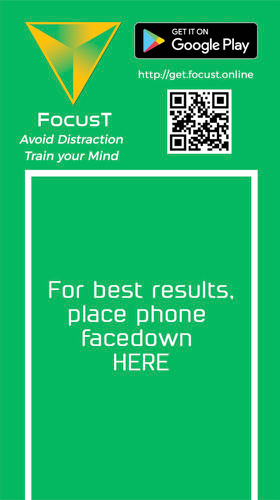 GET IT ON
Google Play
http://get.focust.online
FocusT
Avoid Distraction
Train your Mind
For best results,
place phone
facedown
HERE